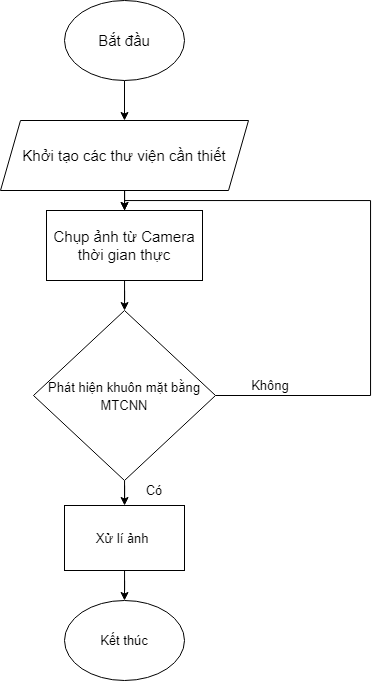 Bắt đầu
Khởi tạo các thư viện cần thiết
Chụp ảnh từ Camera
thời gian thực
Phát hiện khuôn mặt bằng
MTCNN
Không
Có
Xử lí ảnh
Kết thúc